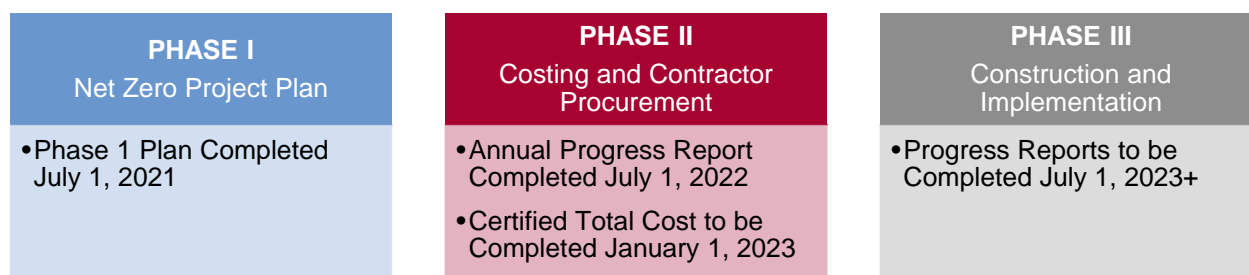 PHASE I
Net Zero Project Plan
•Phase 1 Plan Completed
July 1, 2021
PHASE II
Costing and Contractor
Procurement
•Annual Progress Report
Completed July 1, 2022
•Certified Total Cost to be
Completed January 1, 2023
PHASE III
Construction and
Implementation
•Progress Reports to be
Completed July 1, 2023+